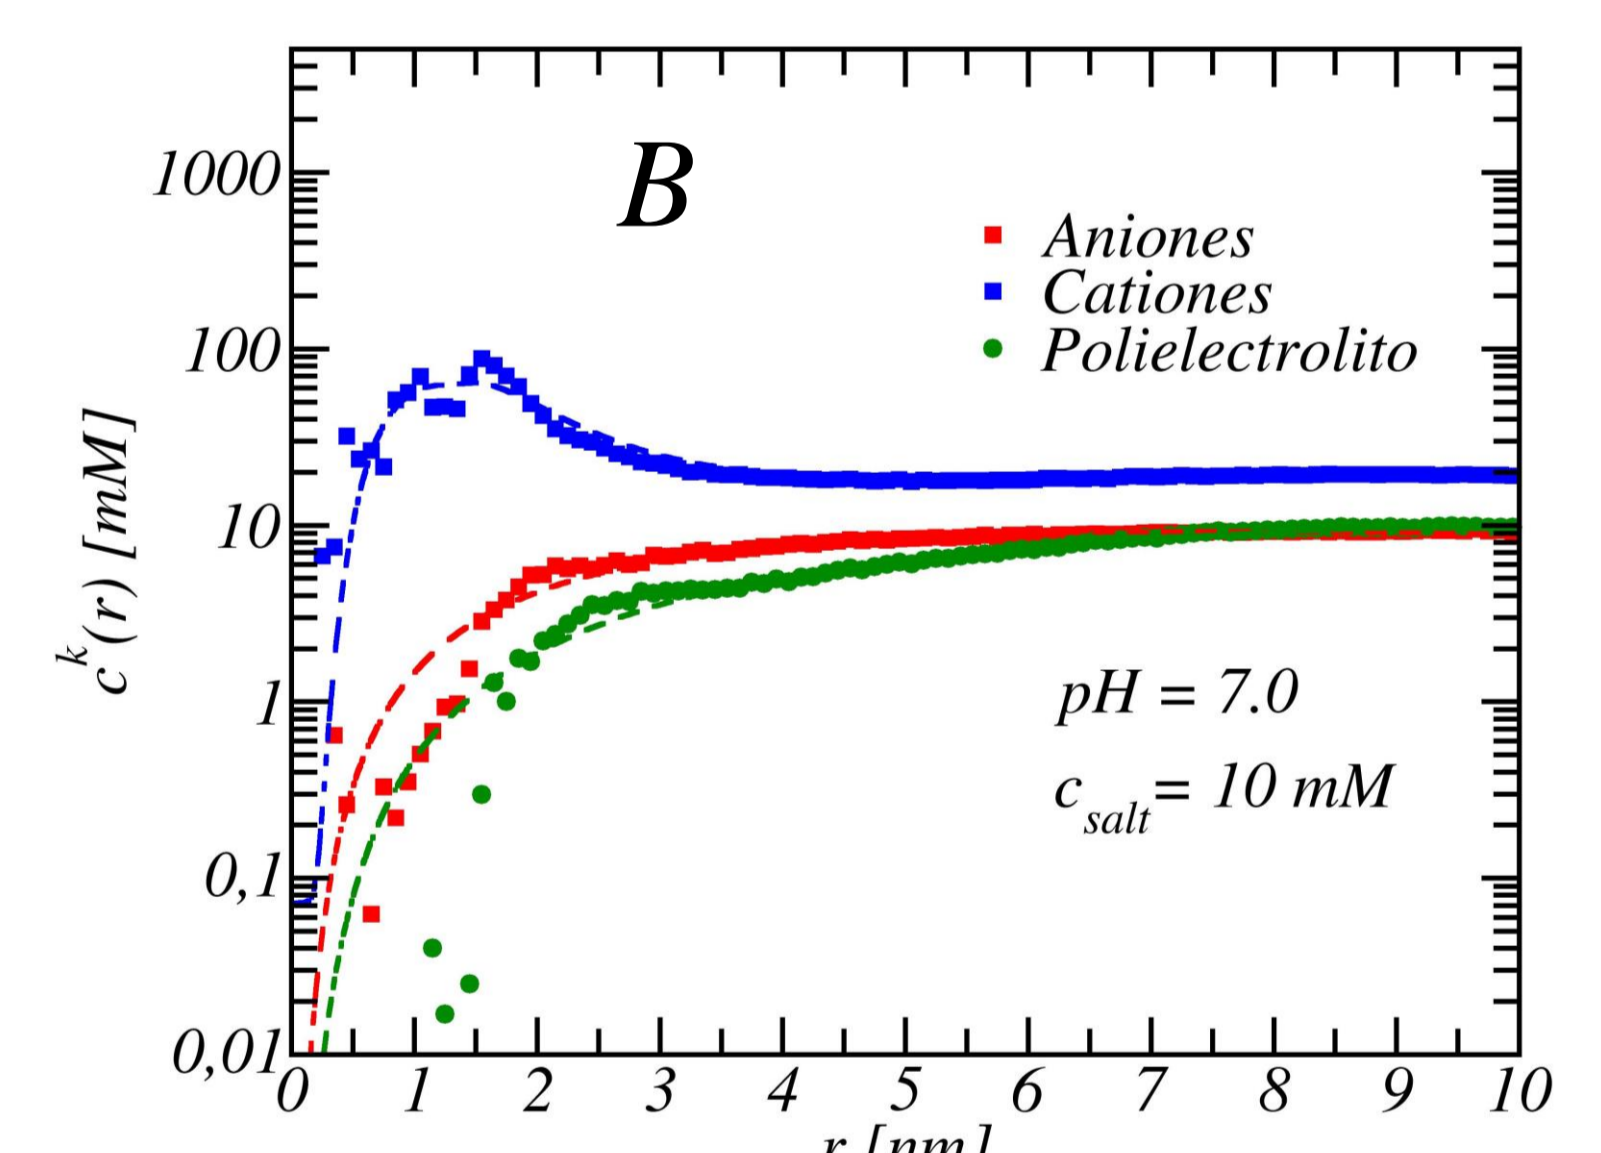 B
1000
100
10
1
0,1
0,01
c^k(r) [mM]
Aniones
Cationes
Polielectrolito
pH = 7.0
c_salt = 10 mM
0 1 2 3 4 5 6 7 8 9 10
r [nm]